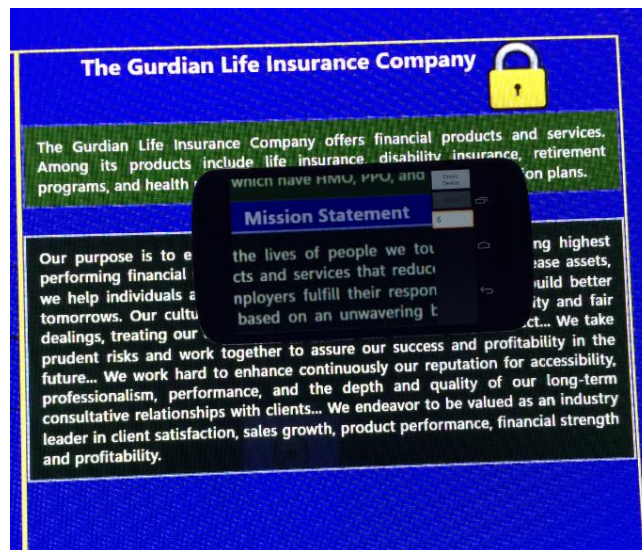 The Gurdian Life Insurance Company
The Gurdian Life Insurance Company offers financial products and services.
Among its products include life insurance, disability insurance, retirement
programs, and health which have HMO, PPO, and ion plans.
Cross
Device
Mission Statement
5
Our purpose is to e the lives of people we tou ng highest
performing financial cts and services that reduc ease assets,
we help individuals a mployers fulfill their respon uild better
tomorrows. Our cultu based on an unwavering ity and fair
dealings, treating our ct... We take
prudent risks and work together to assure our success and profitability in the
future... We work hard to enhance continuously our reputation for accessibility,
professionalism, performance, and the depth and quality of our long-term
consultative relationships with clients... We endeavor to be valued as an industry
leader in client satisfaction, sales growth, product performance, financial strength
and profitability.